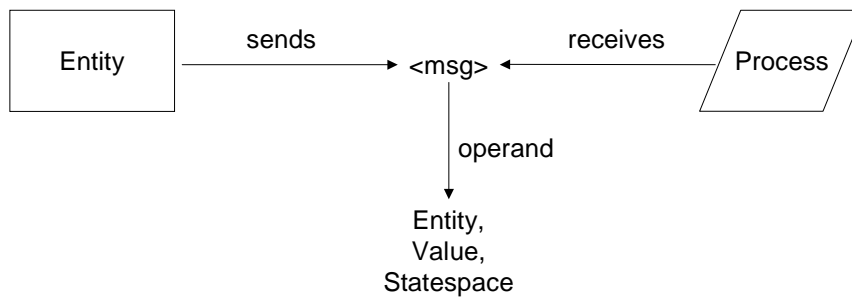 sends
receives
Entity
<msg>
Process
operand
Entity,
Value,
Statespace